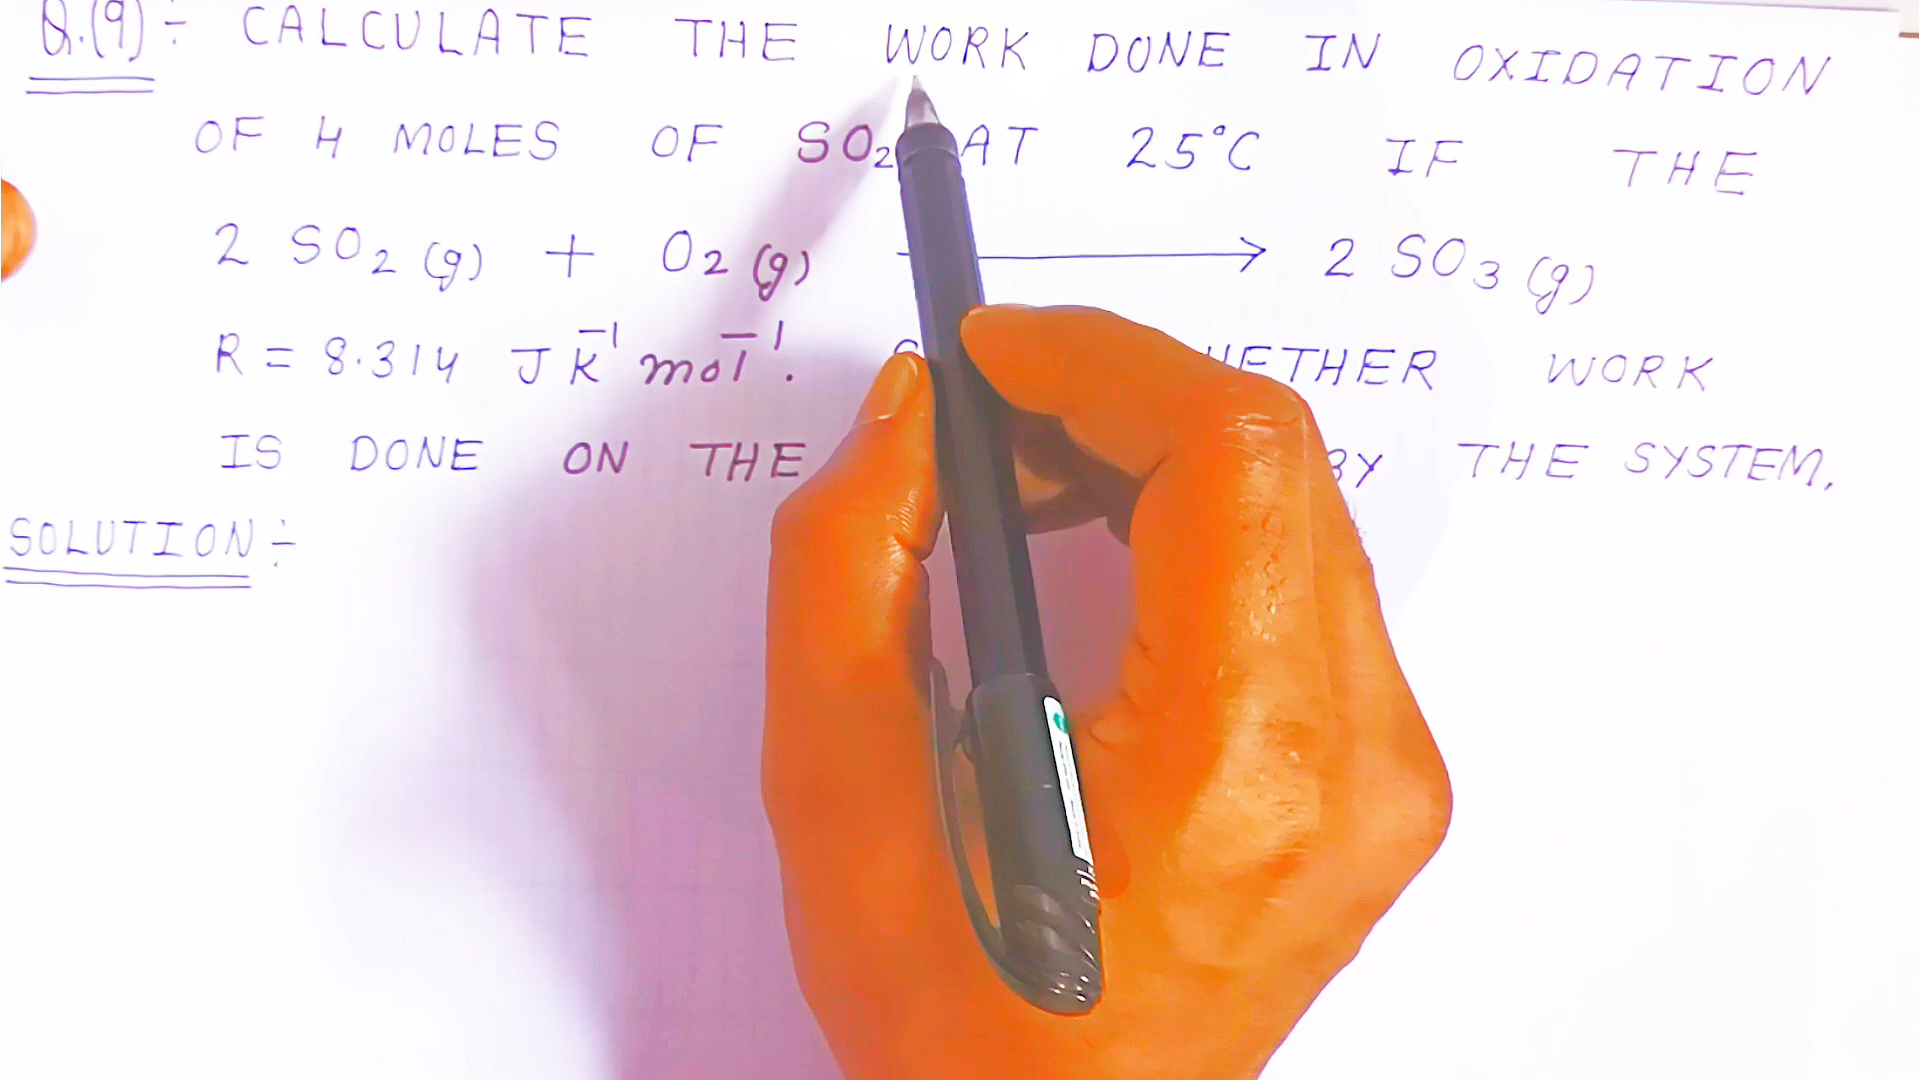 Q.(9):- CALCULATE THE WORK DONE IN OXIDATION
OF 4 MOLES OF SO₂ AT 25°C IF THE
2 SO₂ (g) + O₂ (g) → 2 SO₃ (g)
R = 8.314 J K⁻¹ mol⁻¹. WORK
IS DONE ON THE BY THE SYSTEM.
SOLUTION :-